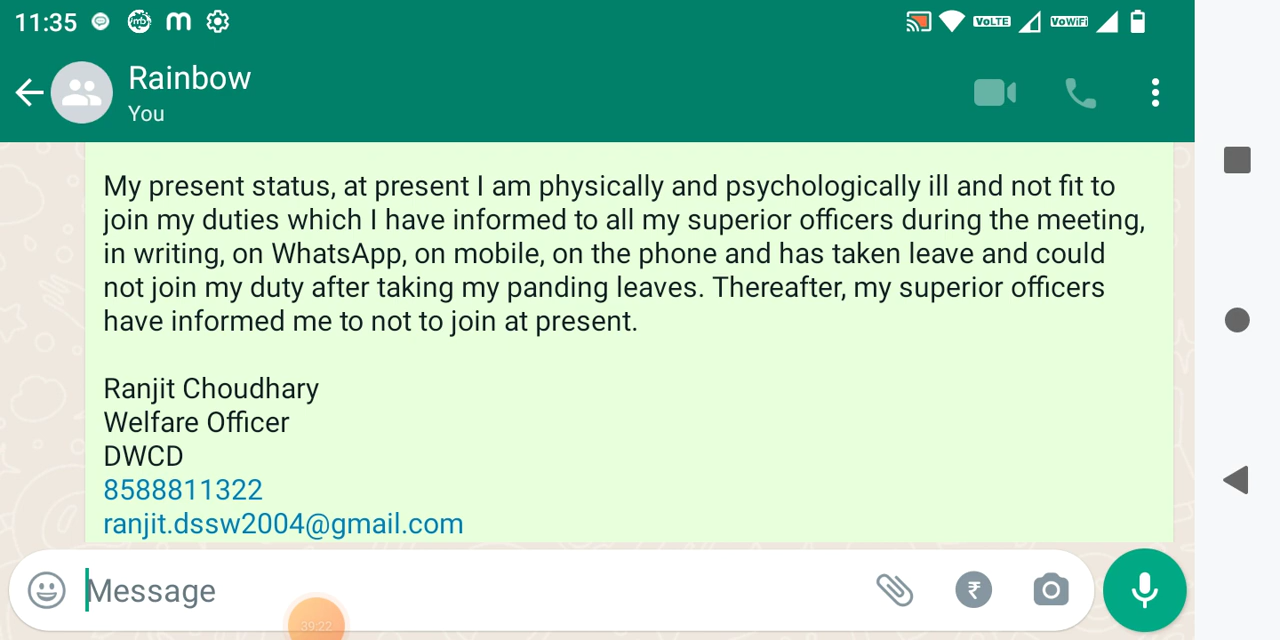 11:35
VoLTE
VoWiFi
Rainbow
You
My present status, at present I am physically and psychologically ill and not fit to
join my duties which I have informed to all my superior officers during the meeting,
in writing, on WhatsApp, on mobile, on the phone and has taken leave and could
not join my duty after taking my panding leaves. Thereafter, my superior officers
have informed me to not to join at present.
Ranjit Choudhary
Welfare Officer
DWCD
8588811322
ranjit.dssw2004@gmail.com
Message
₹
39:22